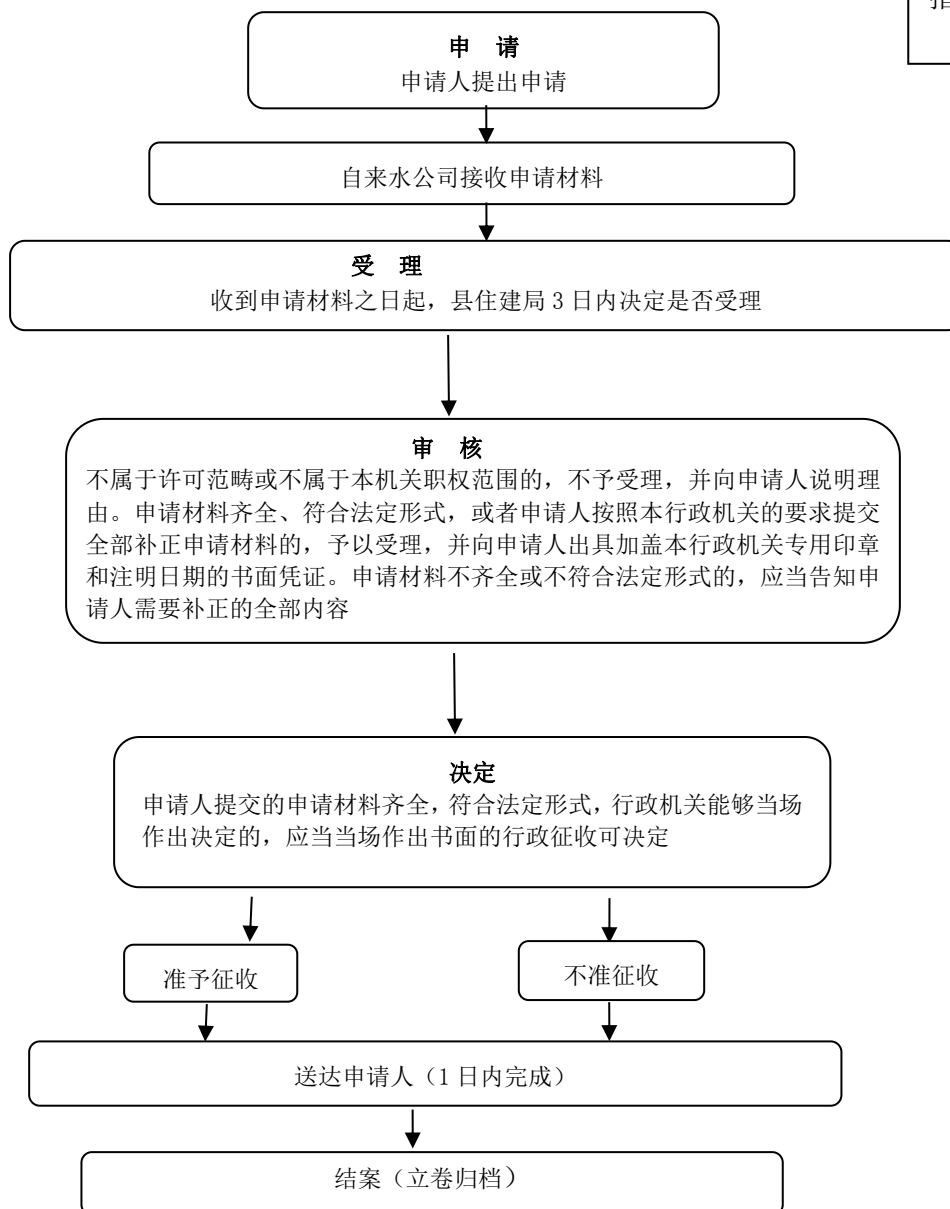 申 请
申请人提出申请
自来水公司接收申请材料
受 理
收到申请材料之日起，县住建局 3 日内决定是否受理
审 核
不属于许可范畴或不属于本机关职权范围的，不予受理，并向申请人说明理
由。申请材料齐全、符合法定形式，或者申请人按照本行政机关的要求提交
全部补正申请材料的，予以受理，并向申请人出具加盖本行政机关专用印章
和注明日期的书面凭证。申请材料不齐全或不符合法定形式的，应当告知申
请人需要补正的全部内容
决定
申请人提交的申请材料齐全，符合法定形式，行政机关能够当场
作出决定的，应当当场作出书面的行政征收可决定
准予征收
不准征收
送达申请人（1 日内完成）
结案（立卷归档）